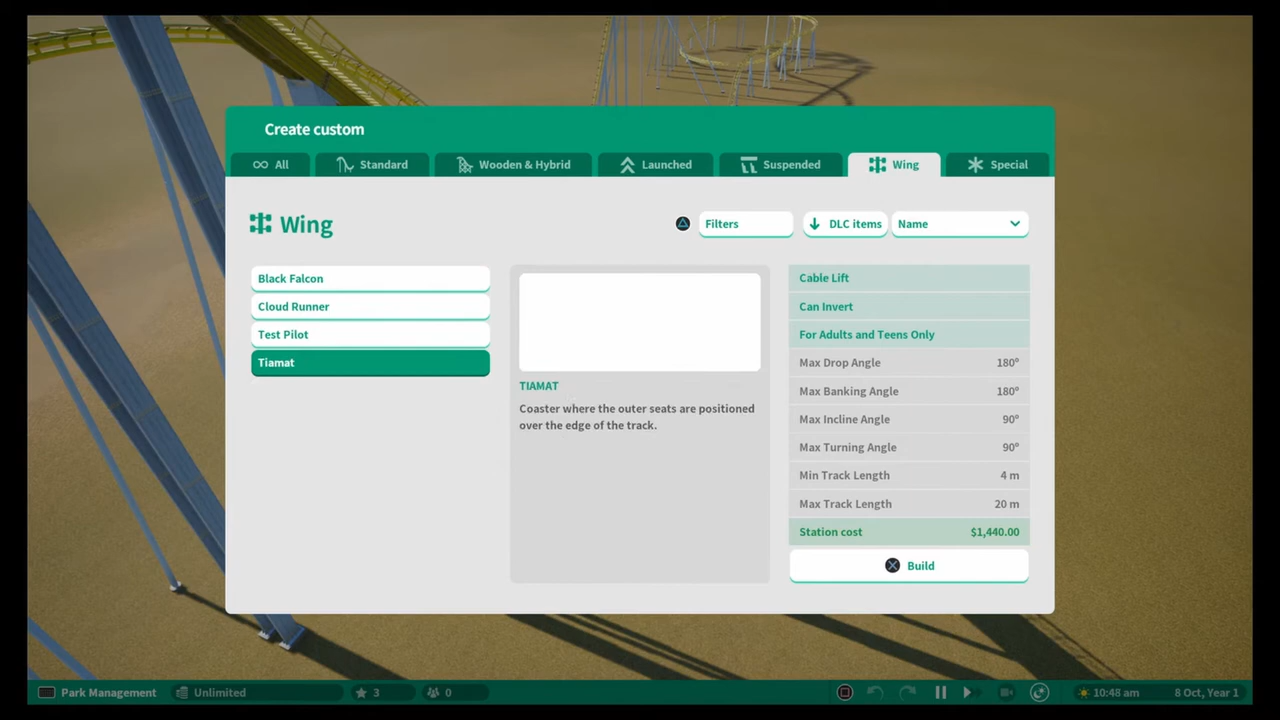 Create custom
All
Standard
Wooden & Hybrid
Launched
Suspended
Wing
Special
Wing
Filters
DLC items
Name
Black Falcon
Cloud Runner
Test Pilot
Tiamat
TIAMAT
Coaster where the outer seats are positioned
over the edge of the track.
Cable Lift
Can Invert
For Adults and Teens Only
Max Drop Angle 180°
Max Banking Angle 180°
Max Incline Angle 90°
Max Turning Angle 90°
Min Track Length 4 m
Max Track Length 20 m
Station cost $1,440.00
Build
Park Management
Unlimited
3
0
10:48 am
8 Oct, Year 1